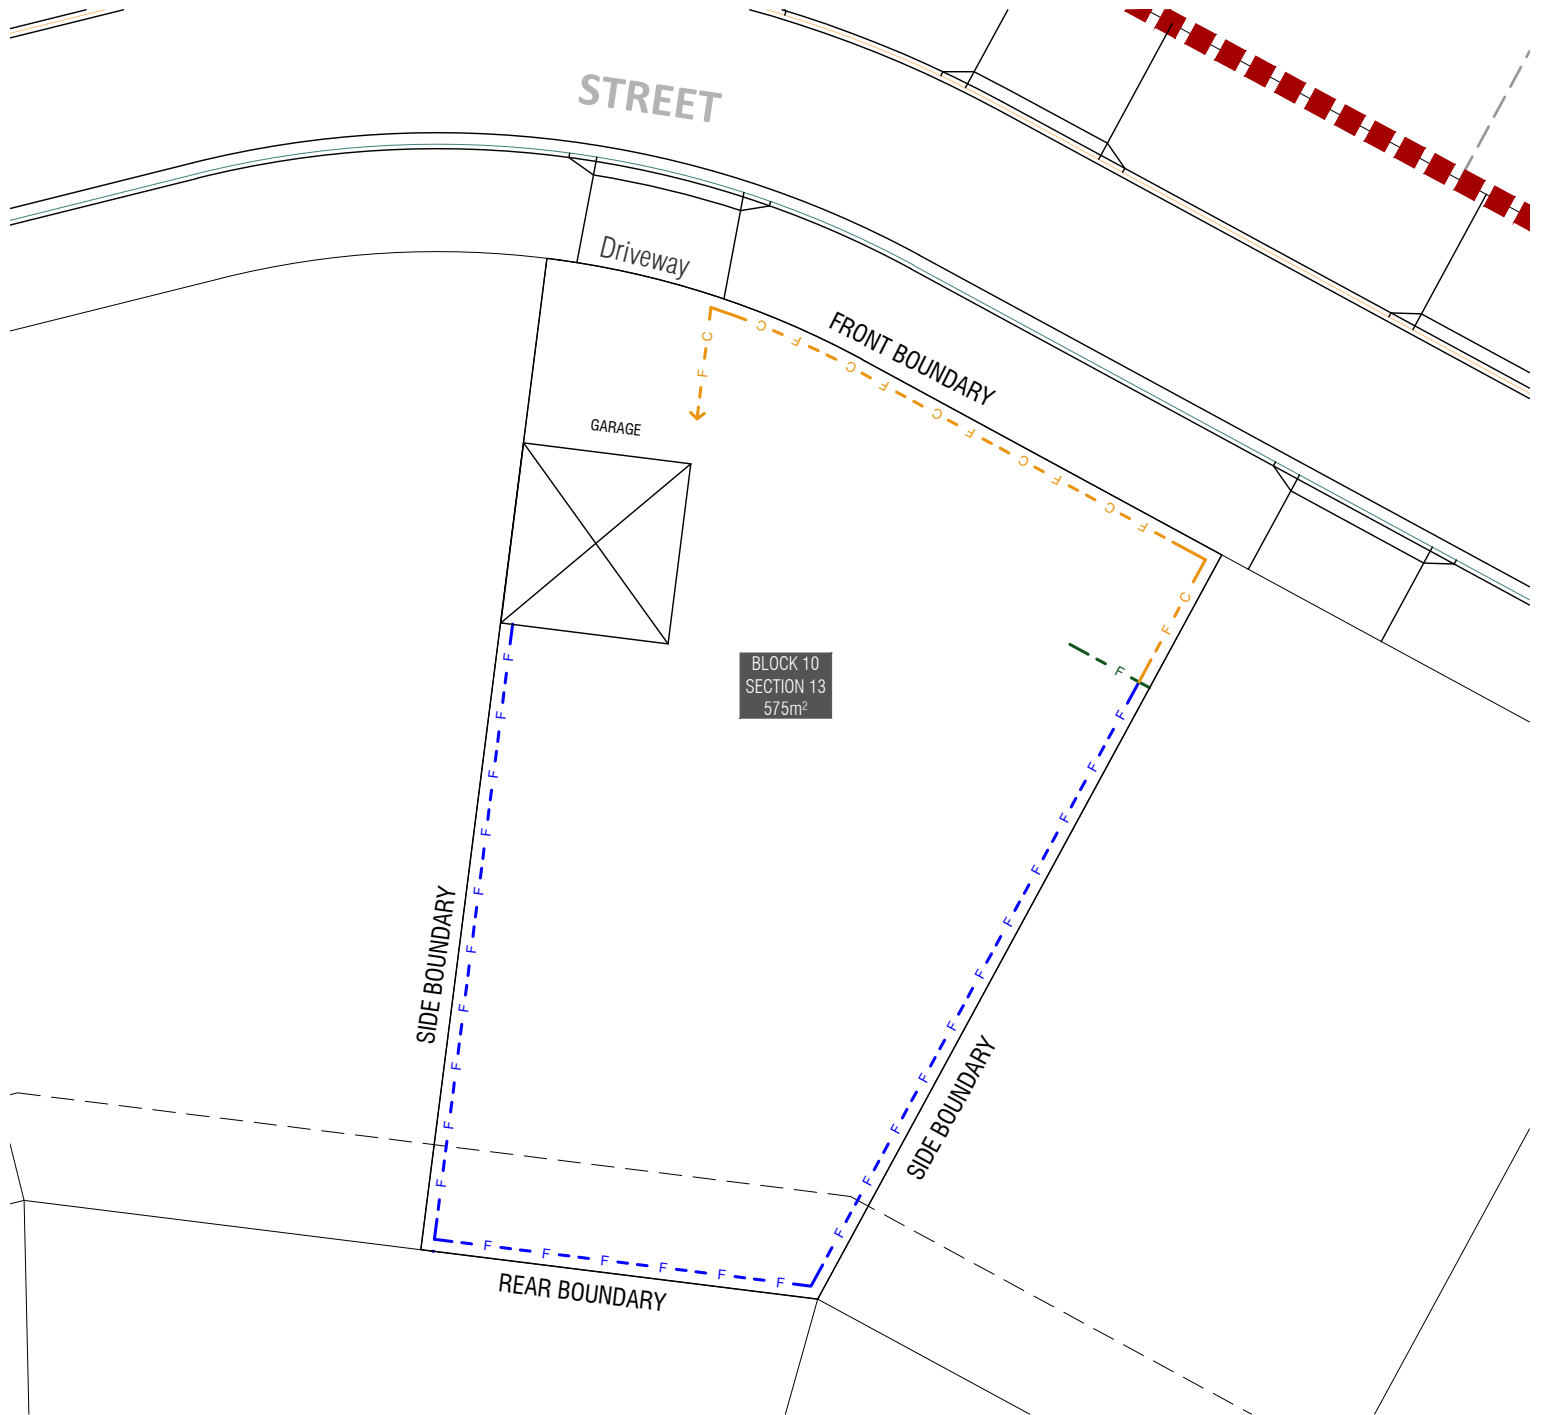 STREET
Driveway
FRONT BOUNDARY
C F C F C F C F C F
C
F
GARAGE
C
F
F
BLOCK 10
SECTION 13
575m²
F F F F F F F F F F
F F F F F F F F F F F
SIDE BOUNDARY
SIDE BOUNDARY
F F F F F F
REAR BOUNDARY